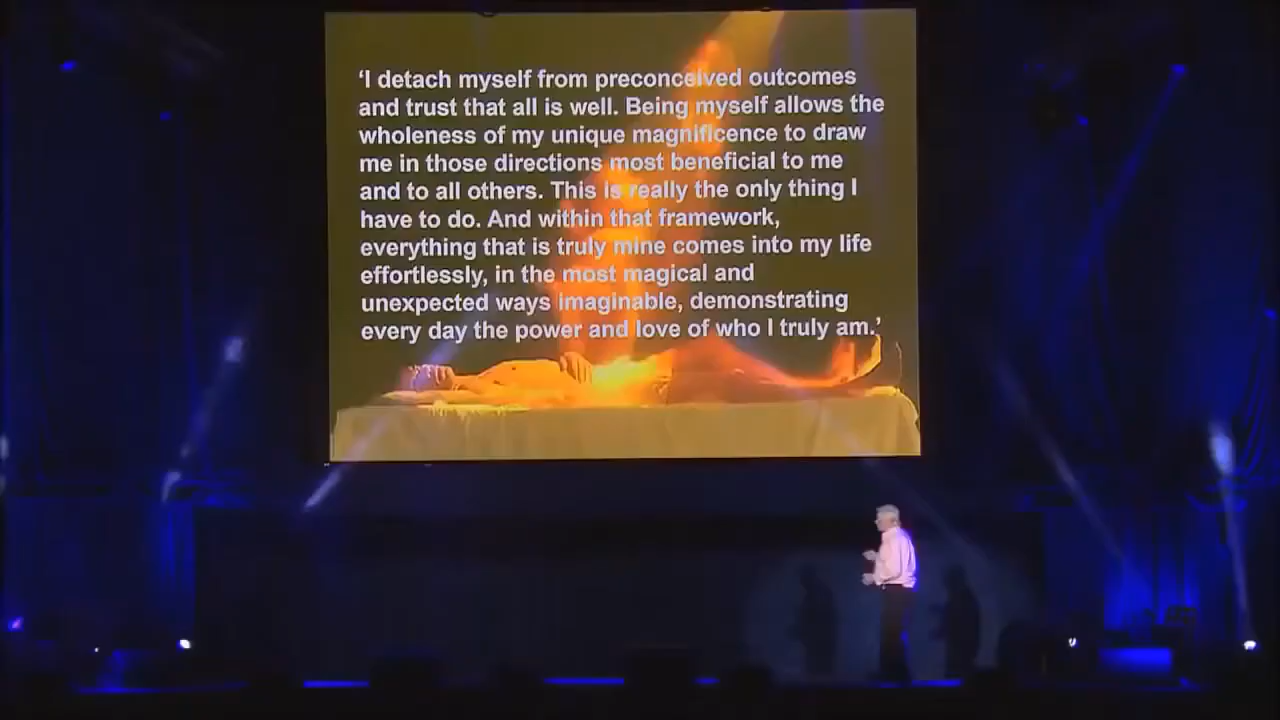 ‘I detach myself from preconceived outcomes
and trust that all is well. Being myself allows the
wholeness of my unique magnificence to draw
me in those directions most beneficial to me
and to all others. This is really the only thing I
have to do. And within that framework,
everything that is truly mine comes into my life
effortlessly, in the most magical and
unexpected ways imaginable, demonstrating
every day the power and love of who I truly am.’